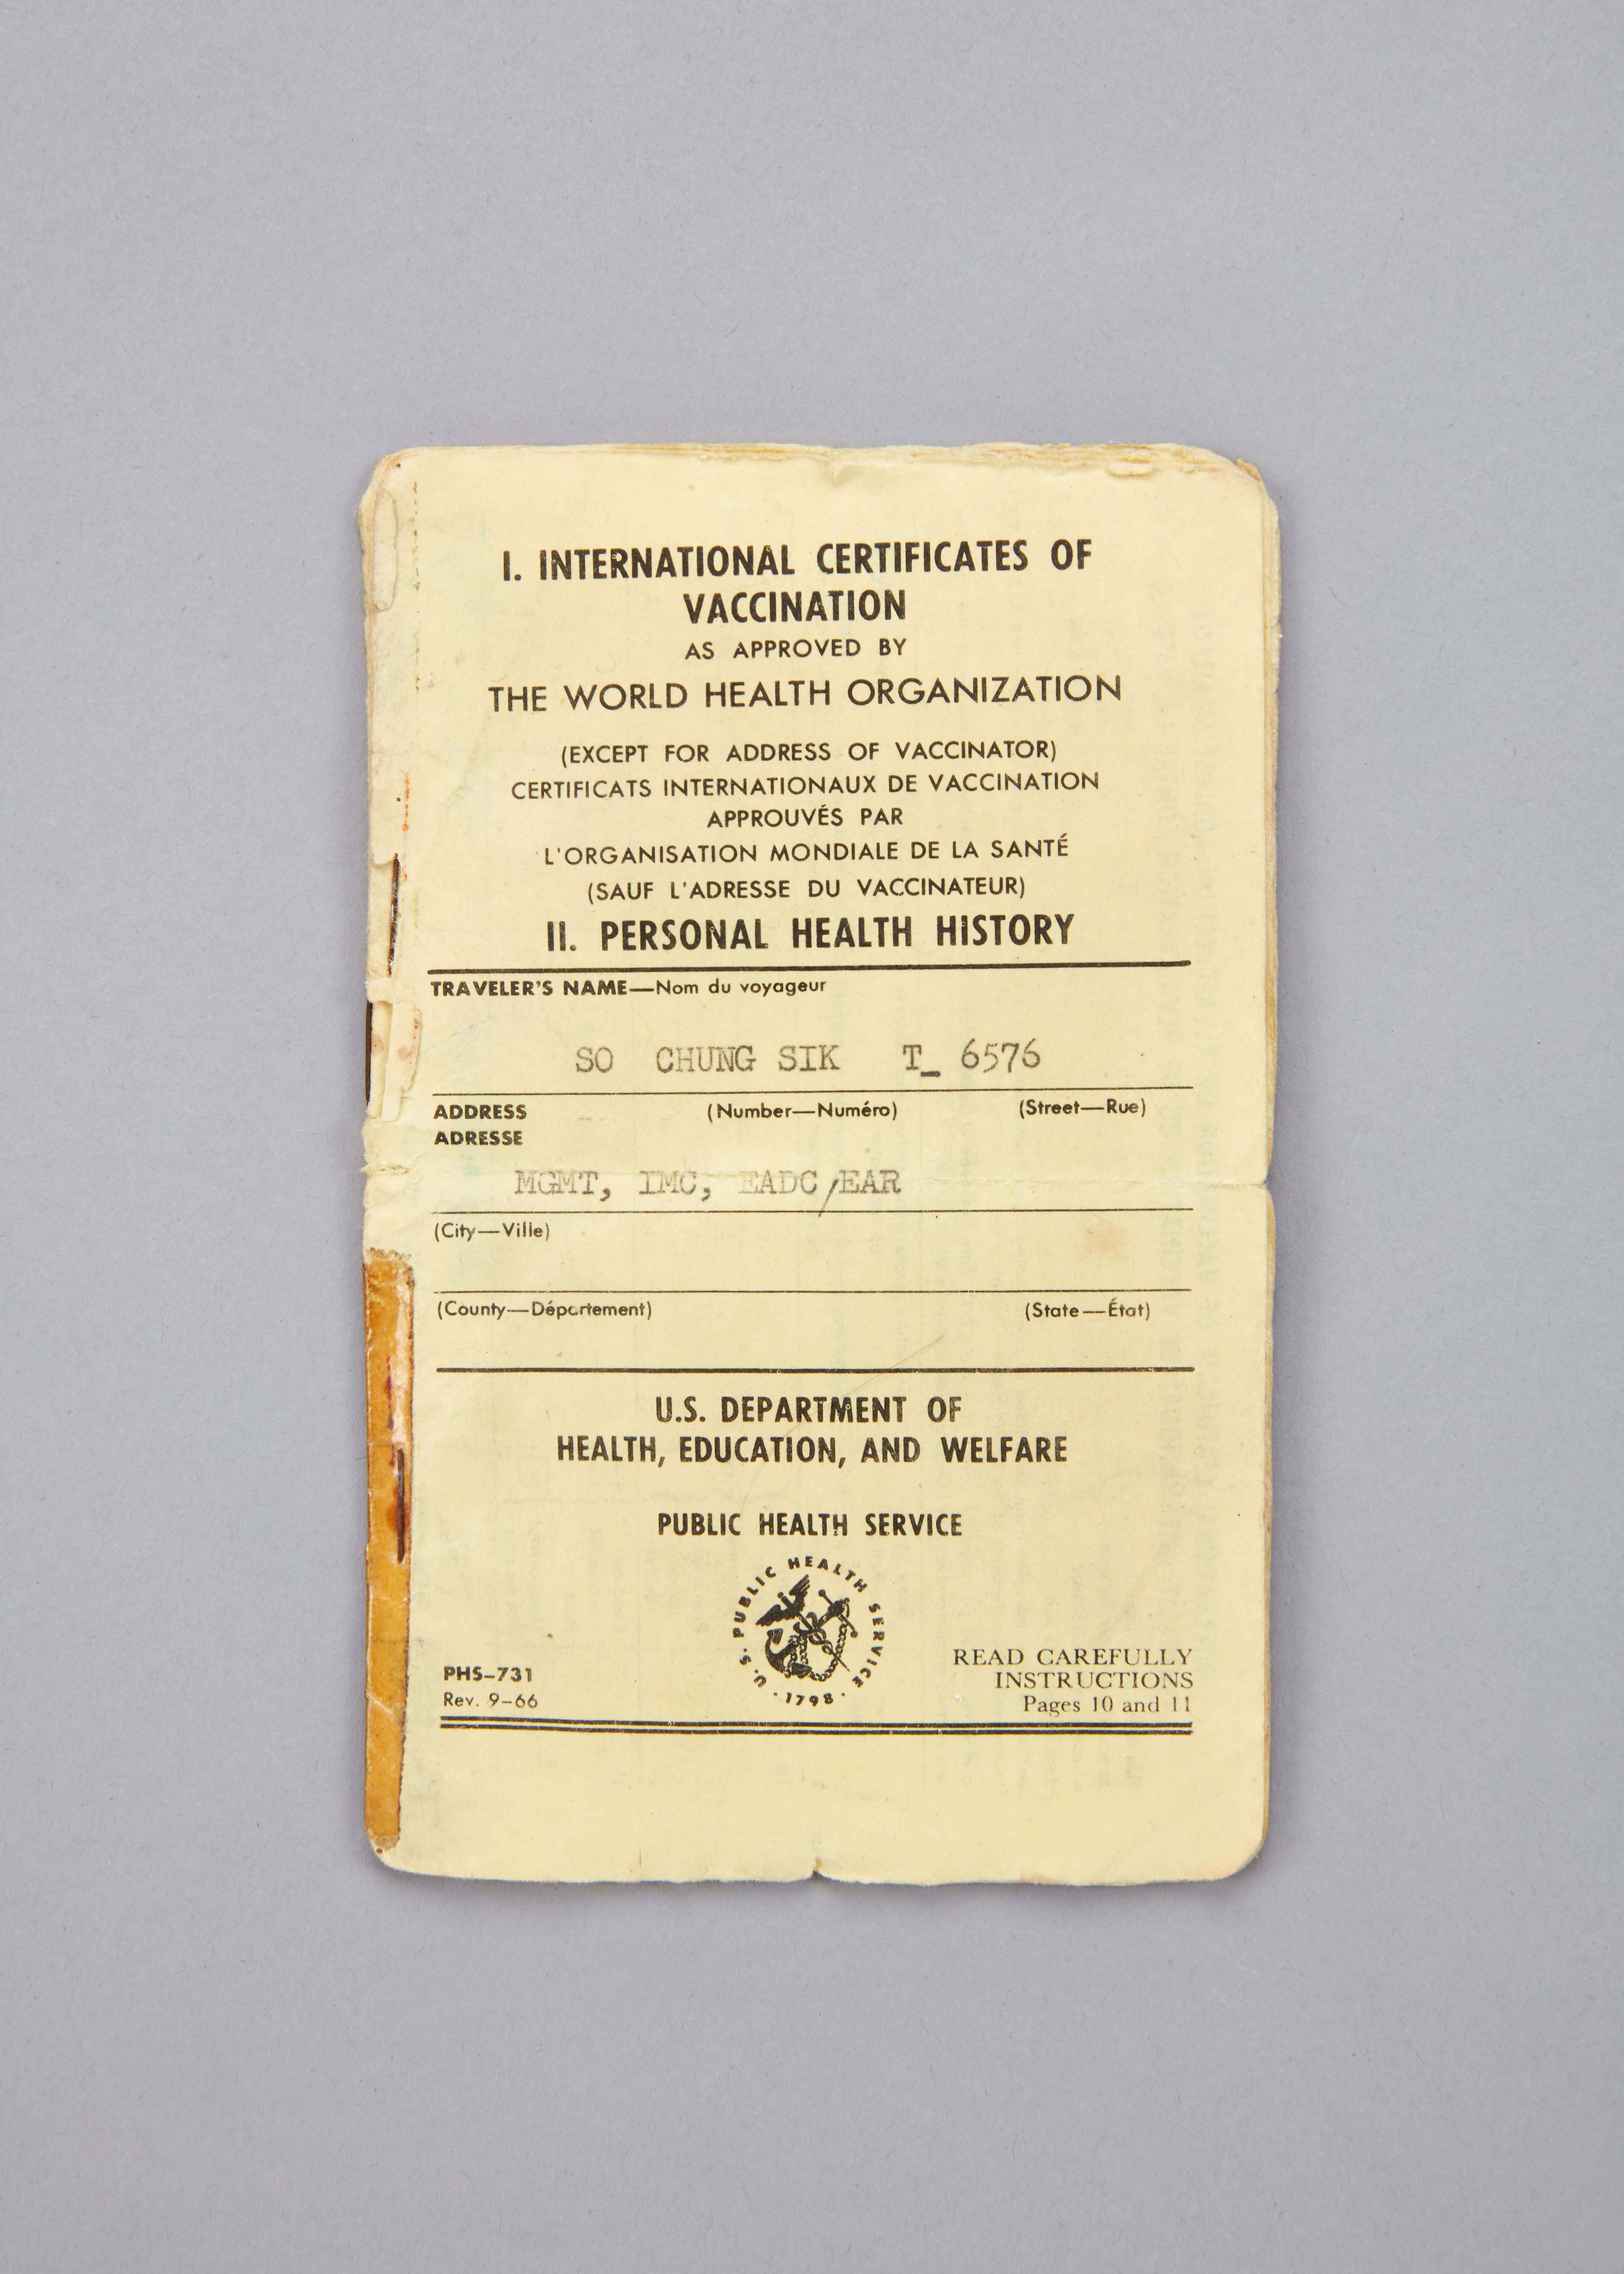 I. INTERNATIONAL CERTIFICATES OF
VACCINATION
AS APPROVED BY
THE WORLD HEALTH ORGANIZATION
(EXCEPT FOR ADDRESS OF VACCINATOR)
CERTIFICATS INTERNATIONAUX DE VACCINATION
APPROUVÉS PAR
L'ORGANISATION MONDIALE DE LA SANTÉ
(SAUF L'ADRESSE DU VACCINATEUR)
II. PERSONAL HEALTH HISTORY
TRAVELER'S NAME—Nom du voyageur
SO CHUNG SIK T_ 6576
ADDRESS (Number—Numéro) (Street—Rue)
ADRESSE
MGMT, IMC, EADC/EAR
(City—Ville)
(County—Département) (State—État)
U.S. DEPARTMENT OF
HEALTH, EDUCATION, AND WELFARE
PUBLIC HEALTH SERVICE
U.S. PUBLIC HEALTH SERVICE
· 1798 ·
PHS-731
Rev. 9-66
READ CAREFULLY
INSTRUCTIONS
Pages 10 and 11